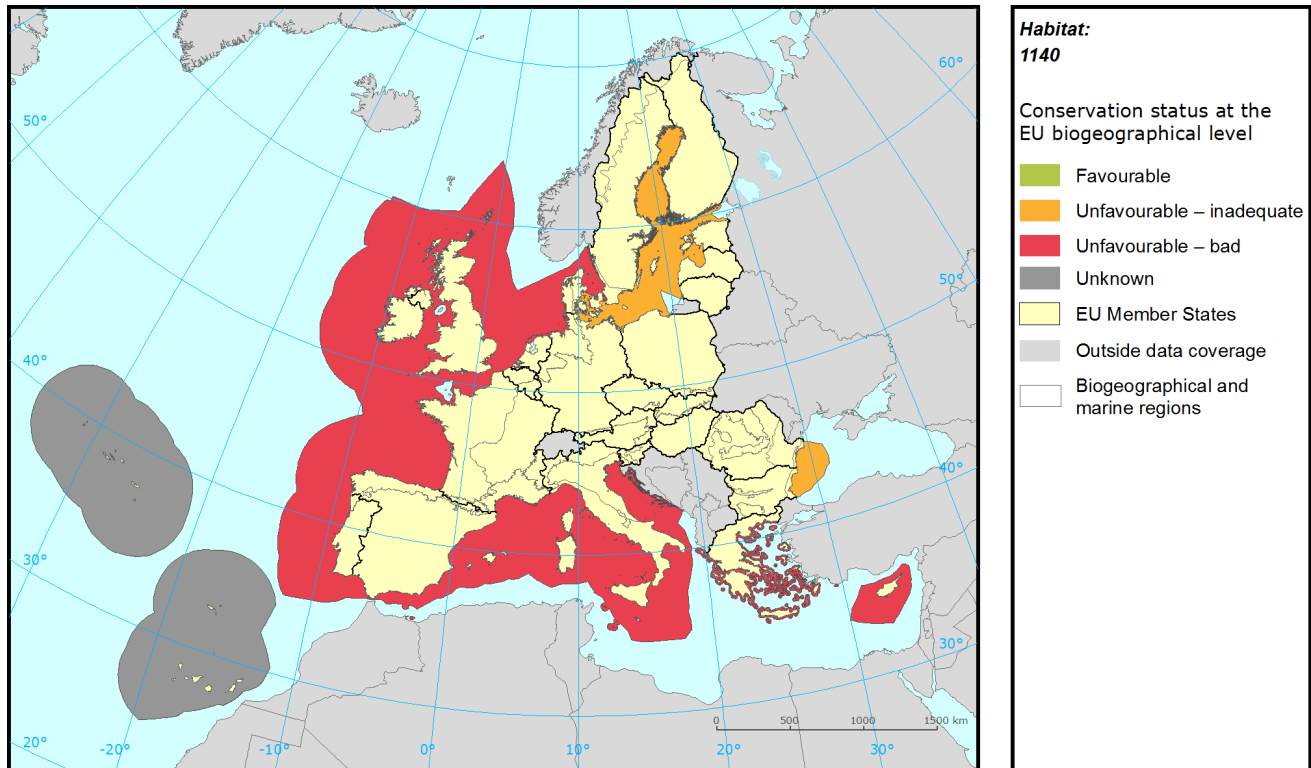 Habitat:
1140
Conservation status at the
EU biogeographical level
Favourable
Unfavourable – inadequate
Unfavourable – bad
Unknown
EU Member States
Outside data coverage
Biogeographical and
marine regions
60°
50°
50°
40°
40°
30°
30°
0 500 1000 1500 km
20° -20° -10° 0° 10° 20° 30°